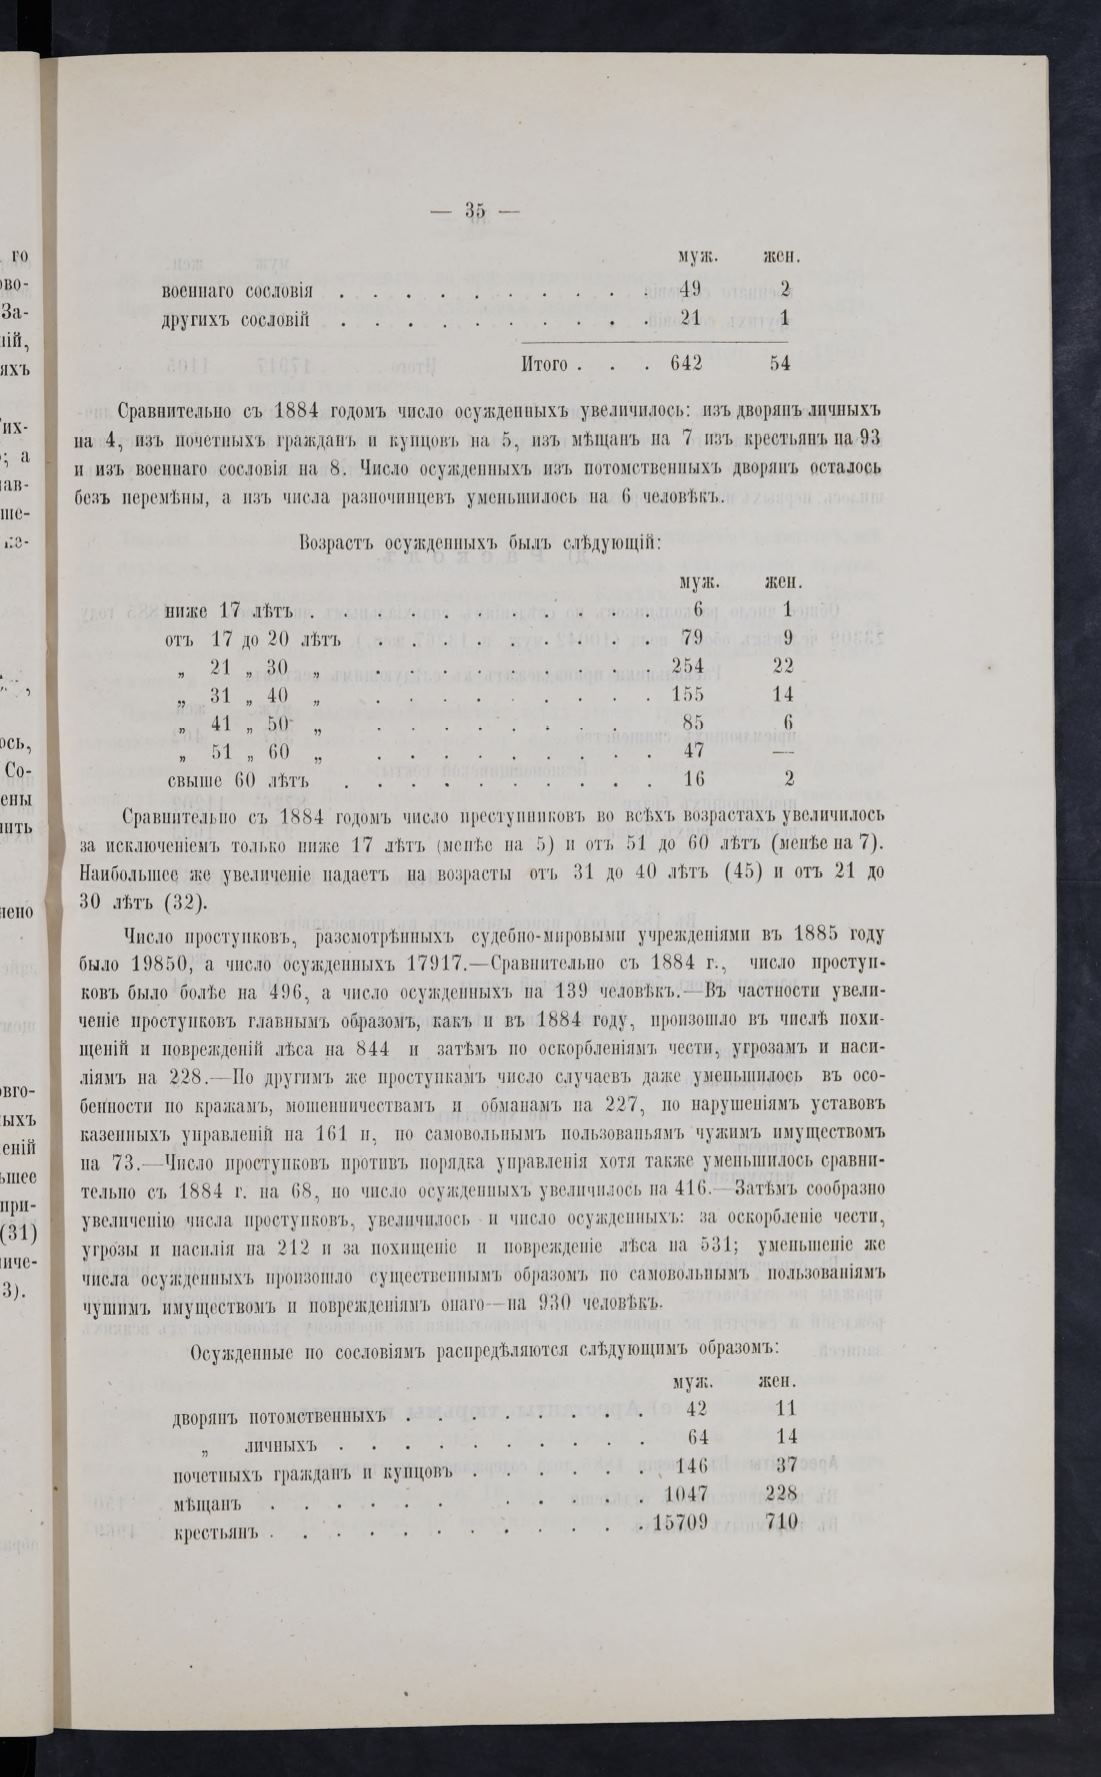 — 35 —
муж. жен.
военнаго сословія . . . . . . . . . . 49 2
другихъ сословій . . . . . . . . . . 21 1
Итого . . . 642 54
Сравнительно съ 1884 годомъ число осужденныхъ увеличилось: изъ дворянъ личныхъ
на 4, изъ почетныхъ гражданъ и купцовъ на 5, изъ мѣщанъ на 7 изъ крестьянъ на 93
и изъ военнаго сословія на 8. Число осужденныхъ изъ потомственныхъ дворянъ осталось
безъ перемѣны, а изъ числа разночинцевъ уменьшилось на 6 человѣкъ.
Возрастъ осужденныхъ былъ слѣдующій:
муж. жен.
ниже 17 лѣтъ . . . . . . . . . . . 6 1
отъ 17 до 20 лѣтъ . . . . . . . . . 79 9
„ 21 „ 30 „ . . . . . . . . . 254 22
„ 31 „ 40 „ . . . . . . . . 155 14
„ 41 „ 50 „ . . . . . . . . 85 6
„ 51 „ 60 „ . . . . . . . . . 47 —
свыше 60 лѣтъ . . . . . . . . . . 16 2
Сравнительно съ 1884 годомъ число преступниковъ во всѣхъ возрастахъ увеличилось
за исключеніемъ только ниже 17 лѣтъ (менѣе на 5) и отъ 51 до 60 лѣтъ (менѣе на 7).
Наибольшее же увеличеніе падаетъ на возрасты отъ 31 до 40 лѣтъ (45) и отъ 21 до
30 лѣтъ (32).
Число проступковъ, разсмотрѣнныхъ судебно-мировыми учрежденіями въ 1885 году
было 19850, а число осужденныхъ 17917.—Сравнительно съ 1884 г., число проступ-
ковъ было болѣе на 496, а число осужденныхъ на 139 человѣкъ.—Въ частности увели-
ченіе проступковъ главнымъ образомъ, какъ и въ 1884 году, произошло въ числѣ похи-
щеній и поврежденій лѣса на 844 и затѣмъ по оскорбленіямъ чести, угрозамъ и наси-
ліямъ на 228.—По другимъ же проступкамъ число случаевъ даже уменьшилось въ осо-
бенности по кражамъ, мошенничествамъ и обманамъ на 227, по нарушеніямъ уставовъ
казенныхъ управленій на 161 и, по самовольнымъ пользованьямъ чужимъ имуществомъ
на 73.—Число проступковъ противъ порядка управленія хотя также уменьшилось сравни-
тельно съ 1884 г. на 68, но число осужденныхъ увеличилось на 416.—Затѣмъ сообразно
увеличенію числа проступковъ, увеличилось и число осужденныхъ: за оскорбленіе чести,
угрозы и насилія на 212 и за похищеніе и поврежденіе лѣса на 531; уменьшеніе же
числа осужденныхъ произошло существеннымъ образомъ по самовольнымъ пользованіямъ
чушимъ имуществомъ и поврежденіямъ онаго—на 930 человѣкъ.
Осужденные по сословіямъ распредѣляются слѣдующимъ образомъ:
муж. жен.
дворянъ потомственныхъ . . . . . . . . 42 11
„ личныхъ . . . . . . . . . . 64 14
почетныхъ гражданъ и купцовъ . . . . . . 146 37
мѣщанъ . . . . . . . . . . . 1047 228
крестьянъ . . . . . . . . . . . . 15709 710